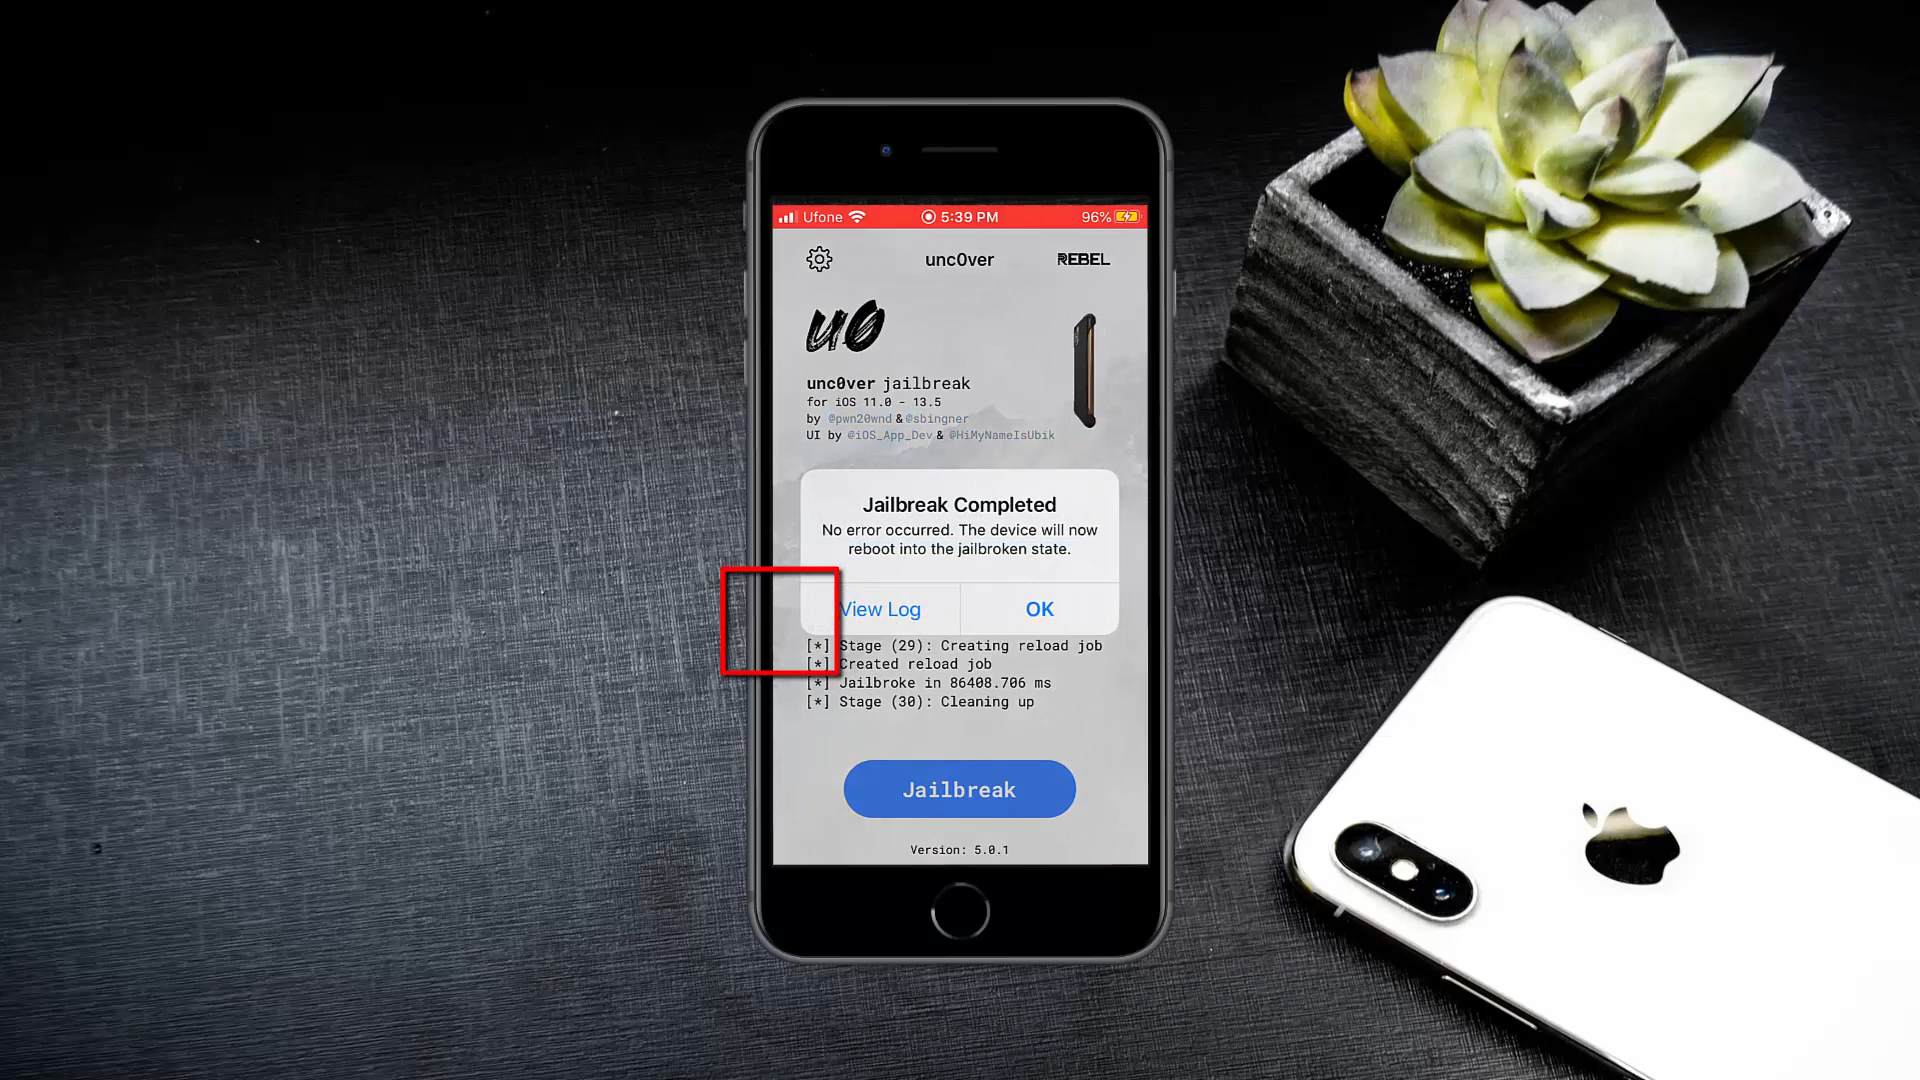 Ufone 5:39 PM 96%
unc0ver REBEL
u0
unc0ver jailbreak
for iOS 11.0 - 13.5
by @pwn20wnd & @sbingner
UI by @iOS_App_Dev & @HiMyNameIsUbik
Jailbreak Completed
No error occurred. The device will now
reboot into the jailbroken state.
View Log OK
[*] Stage (29): Creating reload job
[*] Created reload job
[*] Jailbroke in 86408.706 ms
[*] Stage (30): Cleaning up
Jailbreak
Version: 5.0.1